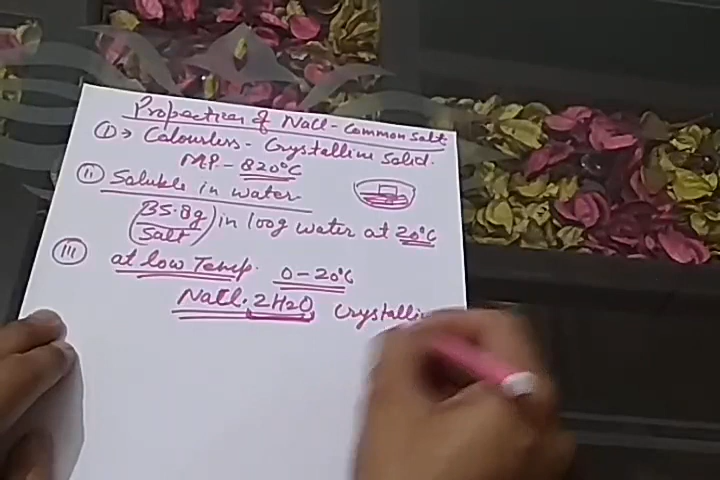 Properties of Nacl - Common Salt
(I) → Colourless - Crystalline Solid.
MP - 820°C
(II) Soluble in water
(35.8g Salt) in 100g water at 20°C
(III) at low Temp. 0-20°C
Nacl. 2H2O Crystallin